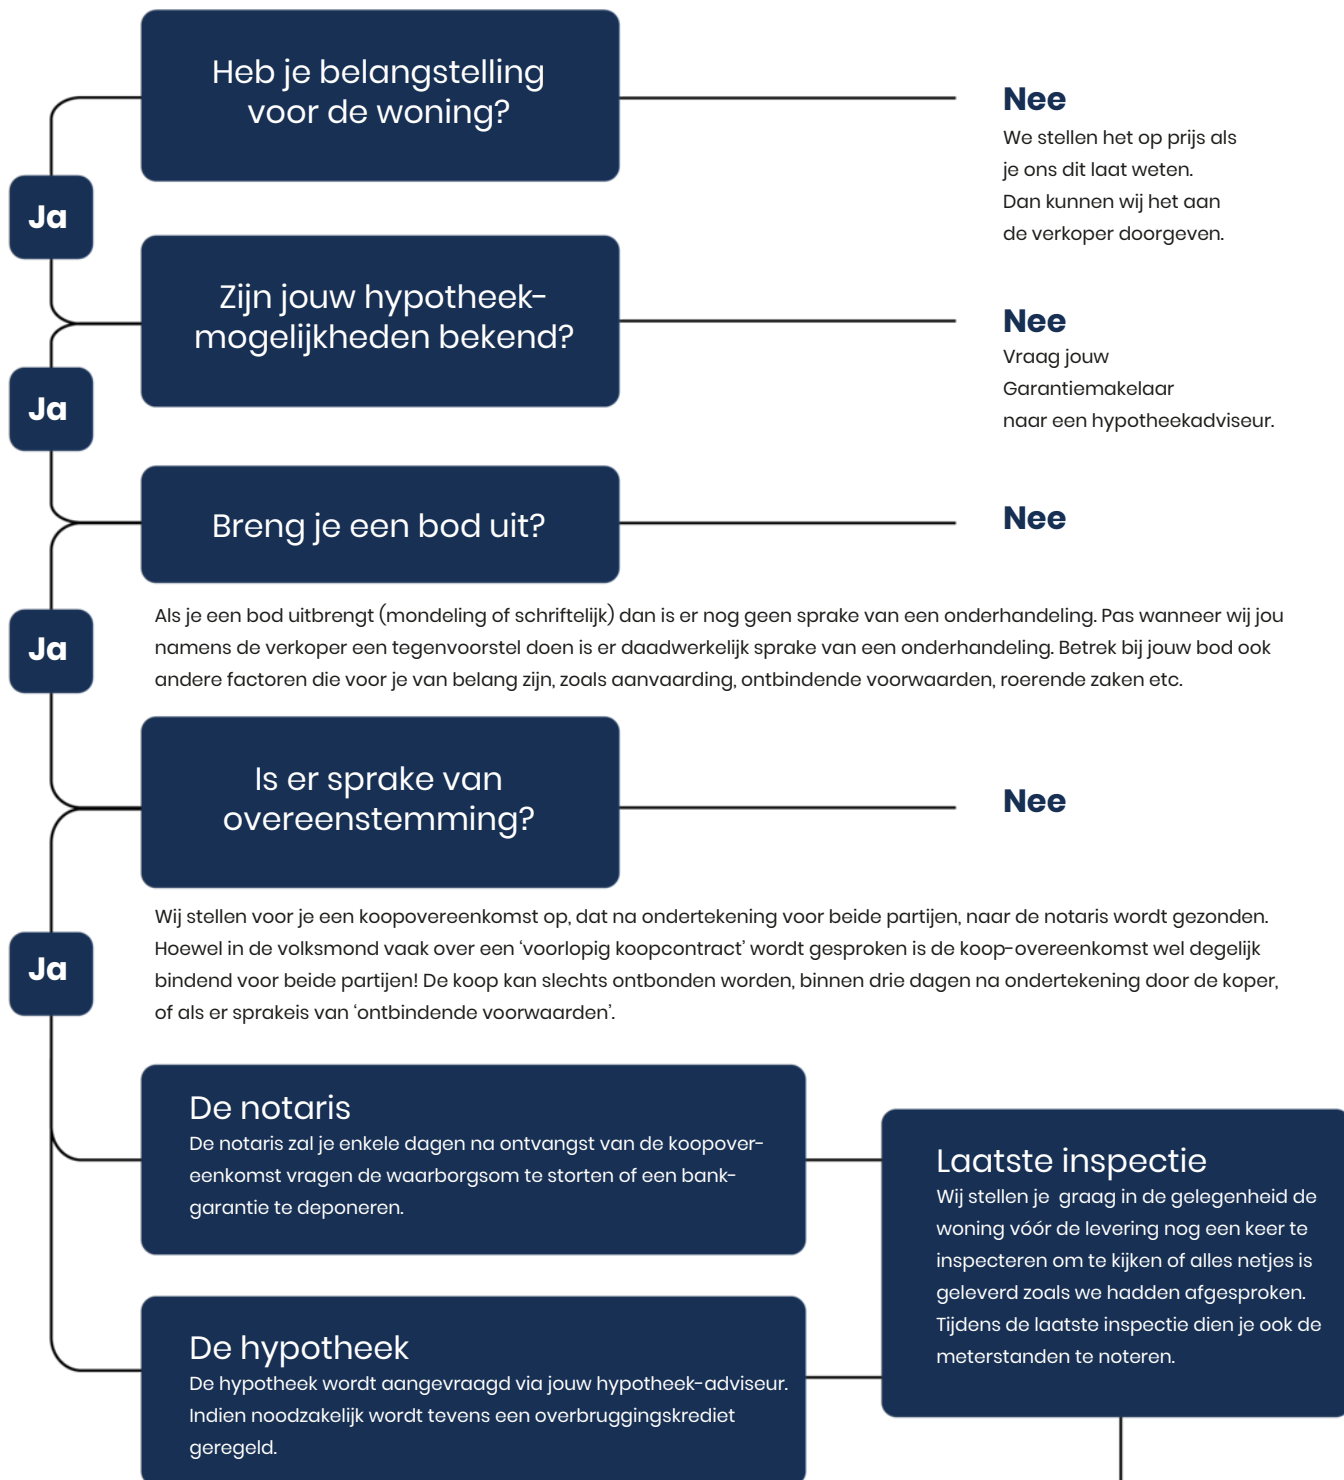 Heb je belangstelling
voor de woning?
Nee
We stellen het op prijs als
je ons dit laat weten.
Dan kunnen wij het aan
de verkoper doorgeven.
Ja
Zijn jouw hypotheek-
mogelijkheden bekend?
Nee
Vraag jouw
Garantiemakelaar
naar een hypotheekadviseur.
Ja
Breng je een bod uit?
Nee
Als je een bod uitbrengt (mondeling of schriftelijk) dan is er nog geen sprake van een onderhandeling. Pas wanneer wij jou
namens de verkoper een tegenvoorstel doen is er daadwerkelijk sprake van een onderhandeling. Betrek bij jouw bod ook
andere factoren die voor je van belang zijn, zoals aanvaarding, ontbindende voorwaarden, roerende zaken etc.
Ja
Is er sprake van
overeenstemming?
Nee
Wij stellen voor je een koopovereenkomst op, dat na ondertekening voor beide partijen, naar de notaris wordt gezonden.
Hoewel in de volksmond vaak over een ‘voorlopig koopcontract’ wordt gesproken is de koop-overeenkomst wel degelijk
bindend voor beide partijen! De koop kan slechts ontbonden worden, binnen drie dagen na ondertekening door de koper,
of als er sprakeis van ‘ontbindende voorwaarden’.
Ja
De notaris
De notaris zal je enkele dagen na ontvangst van de koopover-
eenkomst vragen de waarborgsom te storten of een bank-
garantie te deponeren.
Laatste inspectie
Wij stellen je graag in de gelegenheid de
woning vóór de levering nog een keer te
inspecteren om te kijken of alles netjes is
geleverd zoals we hadden afgesproken.
Tijdens de laatste inspectie dien je ook de
meterstanden te noteren.
De hypotheek
De hypotheek wordt aangevraagd via jouw hypotheek-adviseur.
Indien noodzakelijk wordt tevens een overbruggingskrediet
geregeld.